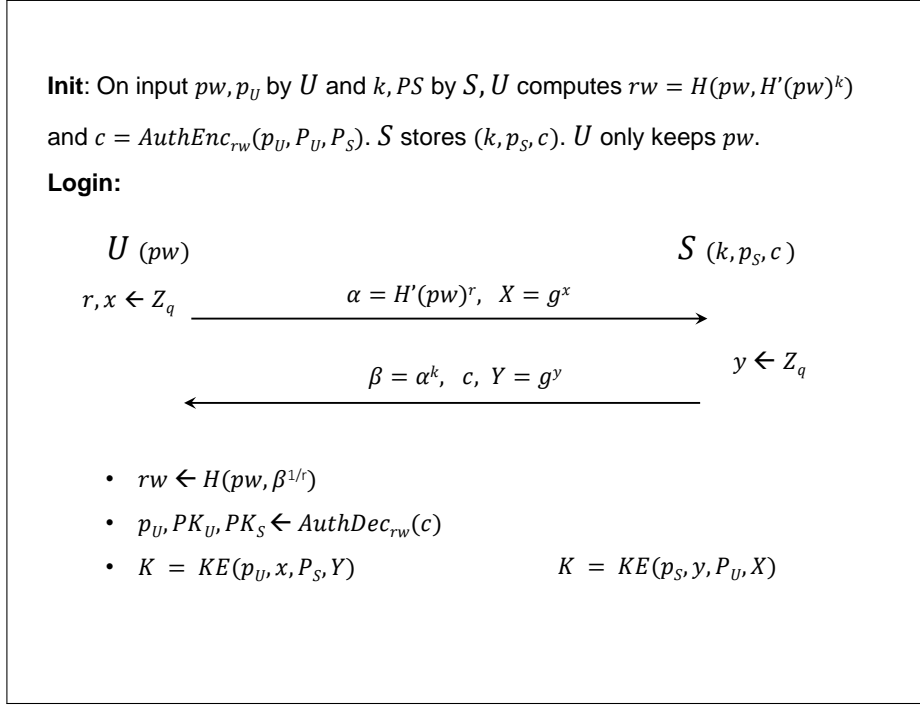 Init: On input 𝑝𝑤, 𝑝_U by 𝑈 and 𝑘, 𝑃𝑆 by 𝑆, 𝑈 computes 𝑟𝑤 = 𝐻(𝑝𝑤, 𝐻'(𝑝𝑤)^𝑘)
and 𝑐 = 𝐴𝑢𝑡ℎ𝐸𝑛𝑐_𝑟𝑤(𝑝_U, 𝑃_U, 𝑃_S). 𝑆 stores (𝑘, 𝑝_S, 𝑐). 𝑈 only keeps 𝑝𝑤.
Login:
𝑈 (𝑝𝑤) 𝑆 (𝑘, 𝑝_S, 𝑐)
𝑟, 𝑥 ← 𝑍_q 𝛼 = 𝐻'(𝑝𝑤)^𝑟, 𝑋 = 𝑔^𝑥
𝛽 = 𝛼^𝑘, 𝑐, 𝑌 = 𝑔^𝑦 𝑦 ← 𝑍_q
• 𝑟𝑤 ← 𝐻(𝑝𝑤, 𝛽^1/r)
• 𝑝_U, 𝑃𝐾_U, 𝑃𝐾_S ← 𝐴𝑢𝑡ℎ𝐷𝑒𝑐_𝑟𝑤(𝑐)
• 𝐾 = 𝐾𝐸(𝑝_U, 𝑥, 𝑃_S, 𝑌) 𝐾 = 𝐾𝐸(𝑝_S, 𝑦, 𝑃_U, 𝑋)